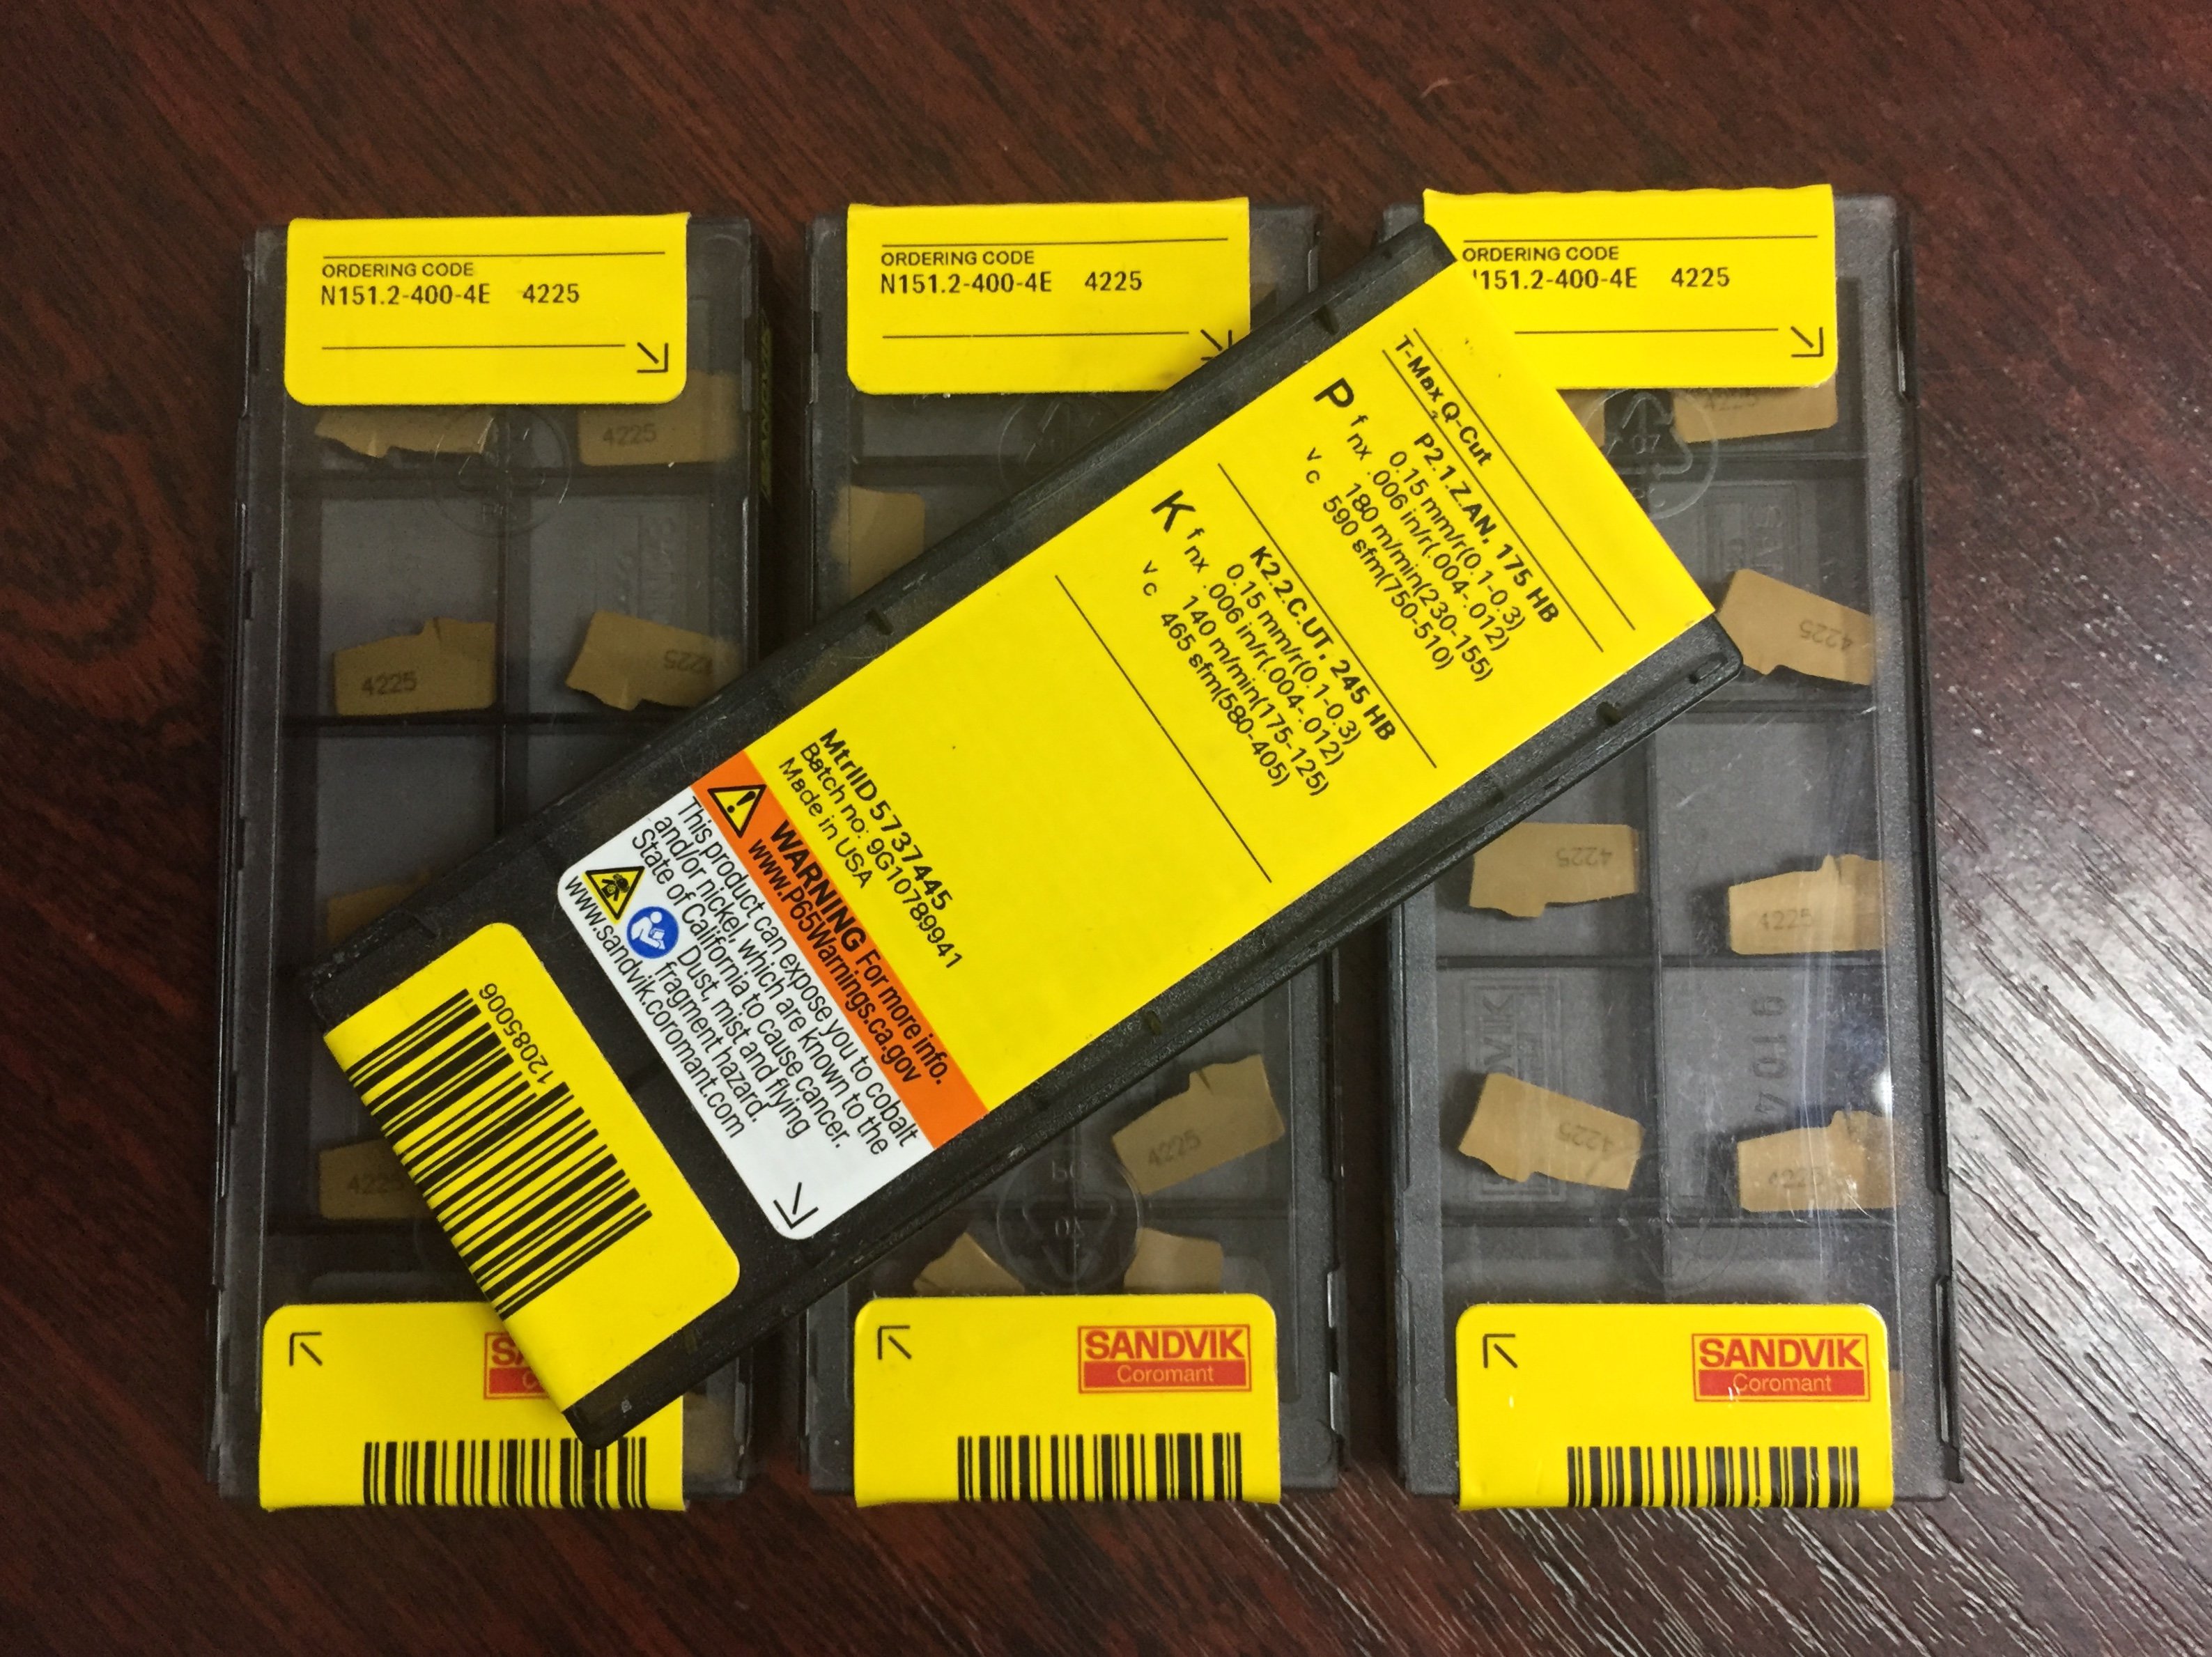 ORDERING CODE
N151.2-400-4E 4225
ORDERING CODE
N151.2-400-4E 4225
ORDERING CODE
151.2-400-4E 4225
T-Max Q-Cut
P P2.1.Z.AN, 175 HB
fnx 0.15 mm/r(0.1-0.3)
.006 in/r(.004-.012)
vc 180 m/min(230-155)
590 sfm(750-510)
K K2.2.C.UT, 245 HB
fnx 0.15 mm/r(0.1-0.3)
.006 in/r(.004-.012)
vc 140 m/min(175-125)
465 sfm(580-405)
MtrlID 5737445
Batch no: 9G10789941
Made in USA
WARNING For more info.
www.P65Warnings.ca.gov
This product can expose you to cobalt
and/or nickel, which are known to the
State of California to cause cancer.
Dust, mist and flying
fragment hazard.
www.sandvik.coromant.com
12085006
4225
4225
4225
4225
4225
4225
4225
4225
4225
4225
4225
SANDVIK
Coromant
SANDVIK
Coromant